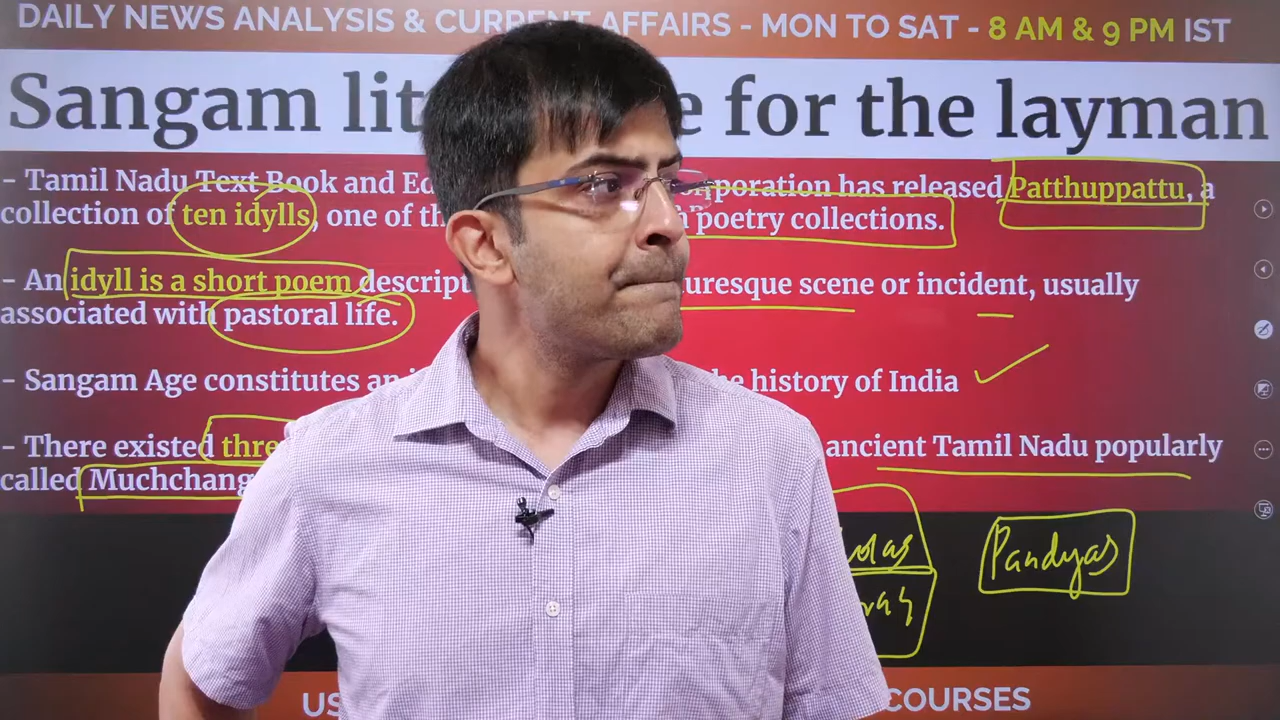 DAILY NEWS ANALYSIS & CURRENT AFFAIRS - MON TO SAT - 8 AM & 9 PM IST
Sangam lit e for the layman
- Tamil Nadu Text Book and Ed rporation has released Patthuppattu, a
collection of ten idylls, one of th poetry collections.
- An idyll is a short poem descript uresque scene or incident, usually
associated with pastoral life.
- Sangam Age constitutes an i he history of India
- There existed thre ancient Tamil Nadu popularly
called Muchchang
Pandyas
US COURSES